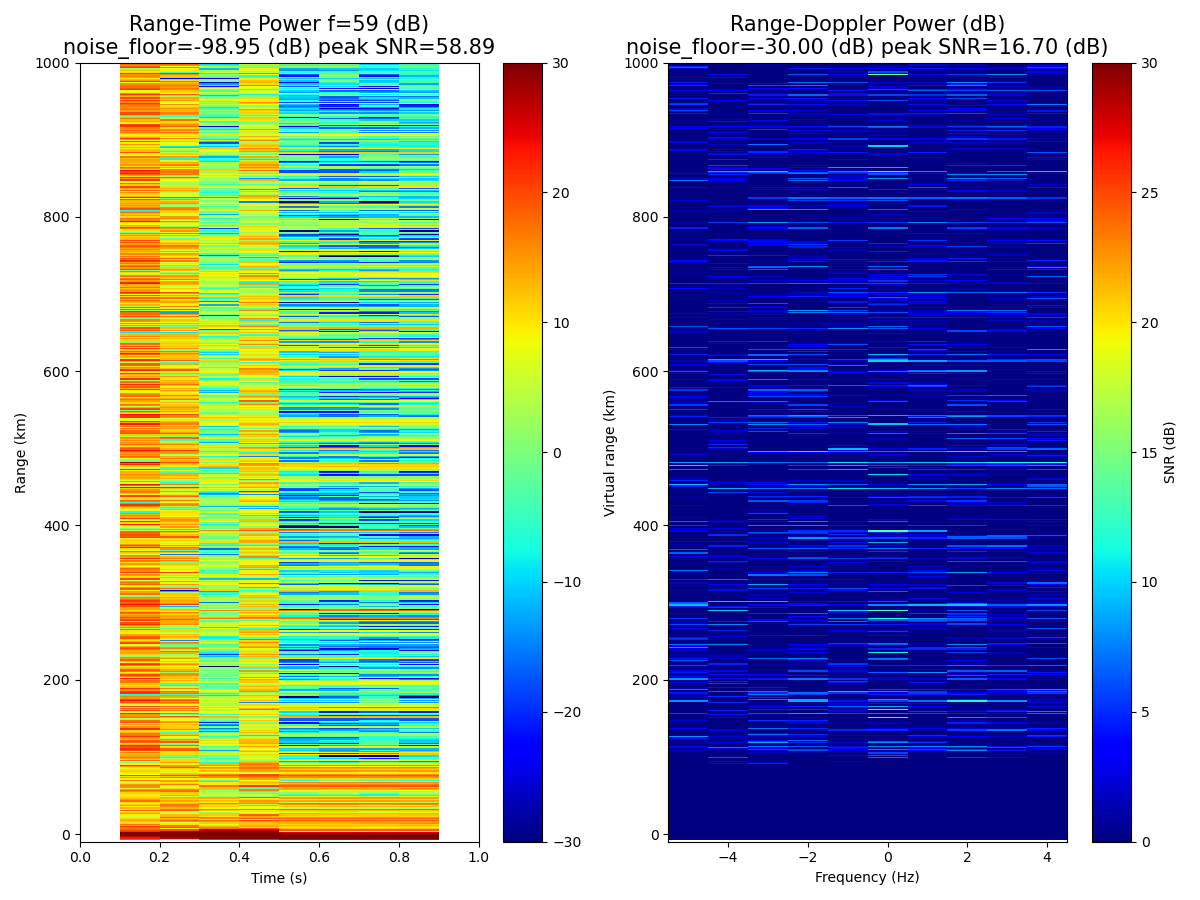 Range-Time Power f=59 (dB)
noise_floor=-98.95 (dB) peak SNR=58.89
Range (km)
1000
800
600
400
200
0
0.0 0.2 0.4 0.6 0.8 1.0
Time (s)
30
20
10
0
−10
−20
−30
Range-Doppler Power (dB)
noise_floor=-30.00 (dB) peak SNR=16.70 (dB)
Virtual range (km)
1000
800
600
400
200
0
−4 −2 0 2 4
Frequency (Hz)
30
25
20
15
10
5
0
SNR (dB)